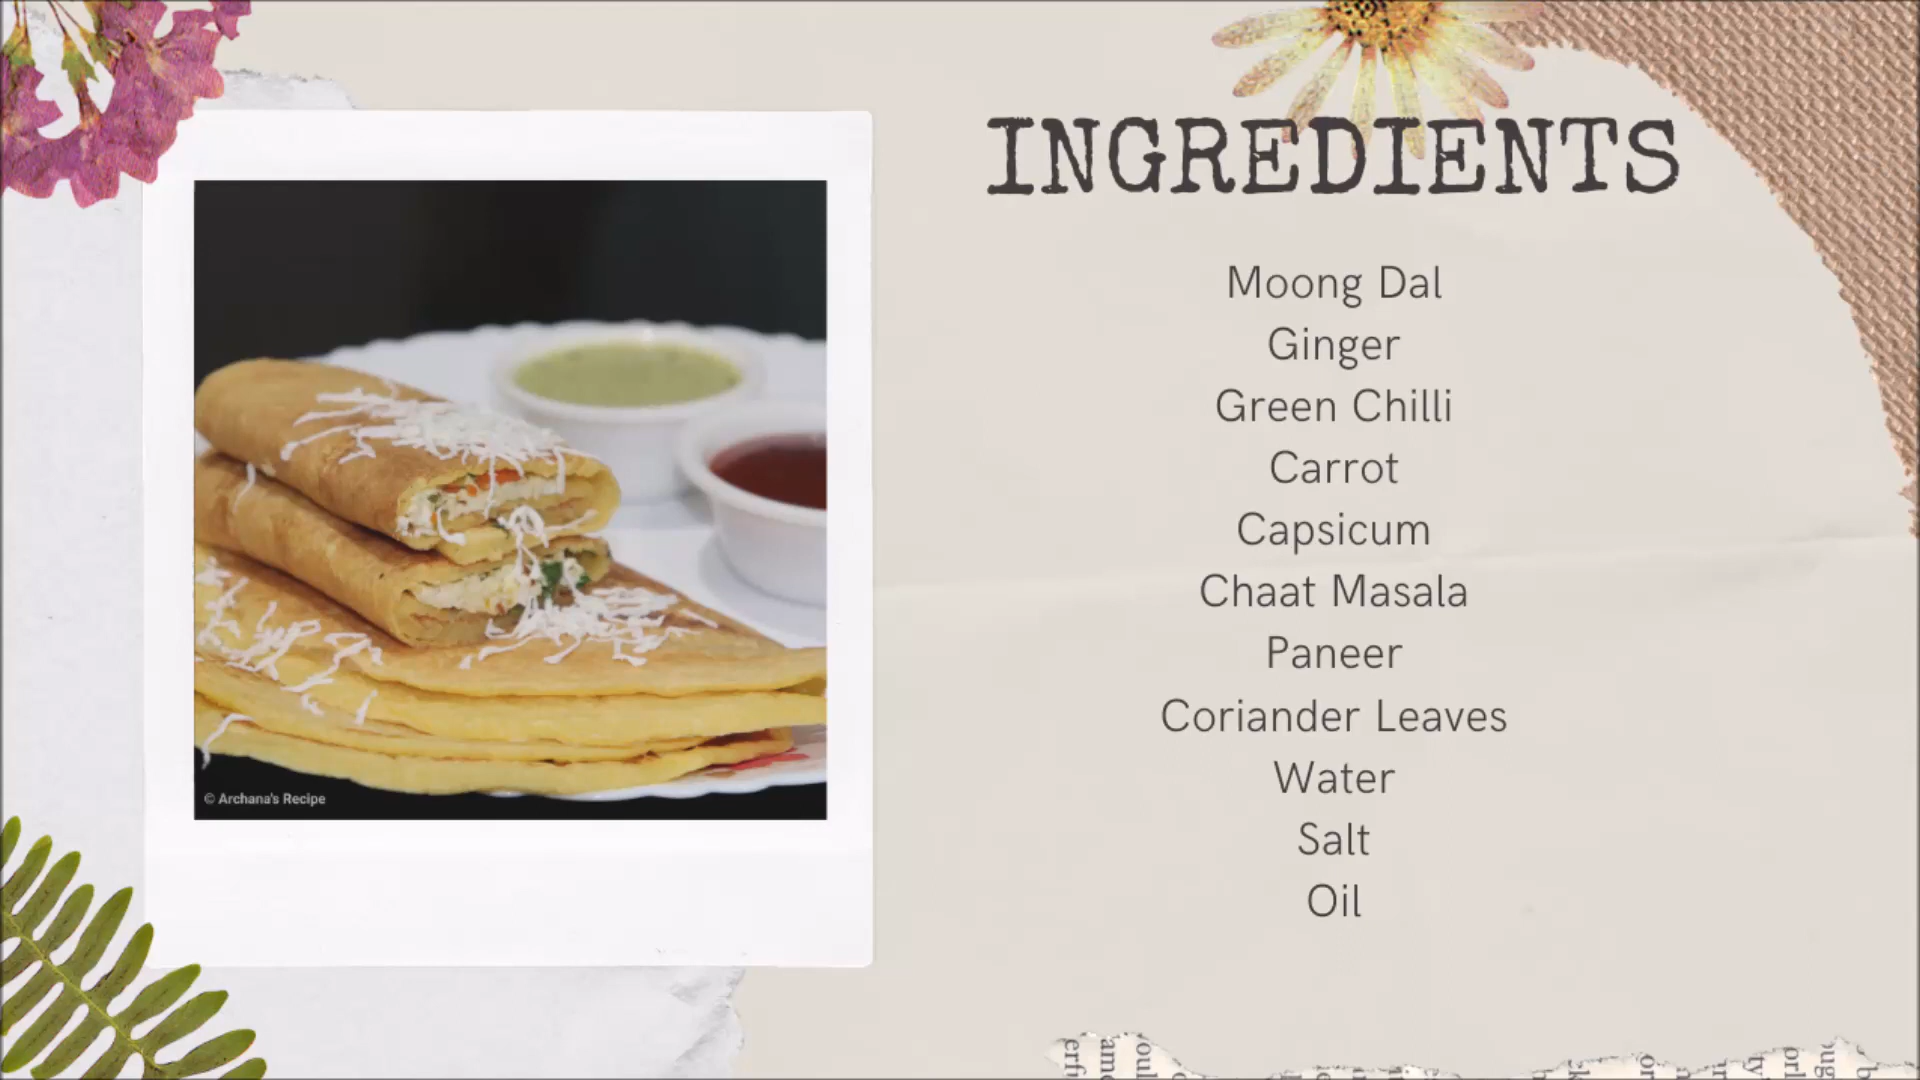 INGREDIENTS
Moong Dal
Ginger
Green Chilli
Carrot
Capsicum
Chaat Masala
Paneer
Coriander Leaves
Water
Salt
Oil
© Archana's Recipe